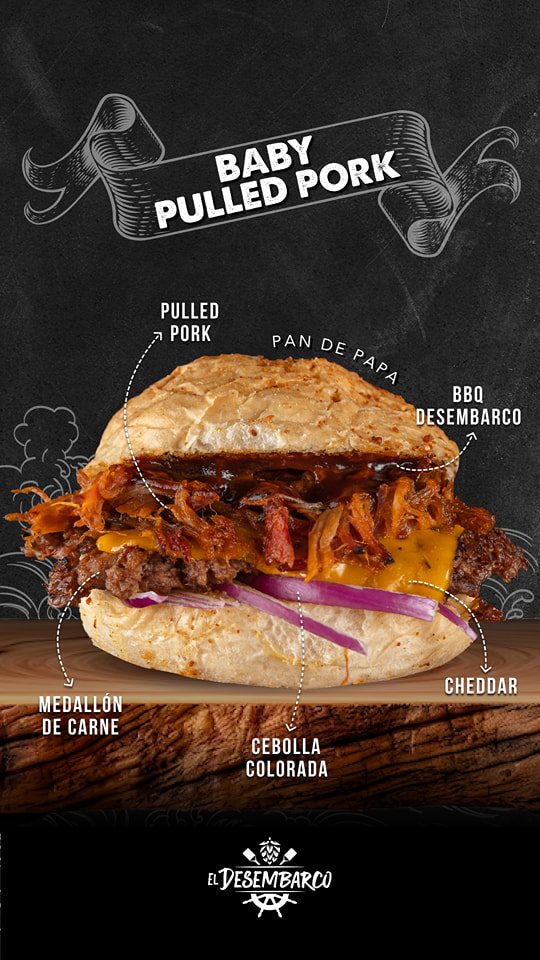 BABY
PULLED PORK
PULLED
PORK
PAN DE PAPA
BBQ
DESEMBARCO
MEDALLÓN
DE CARNE
CHEDDAR
CEBOLLA
COLORADA
EL DESEMBARCO